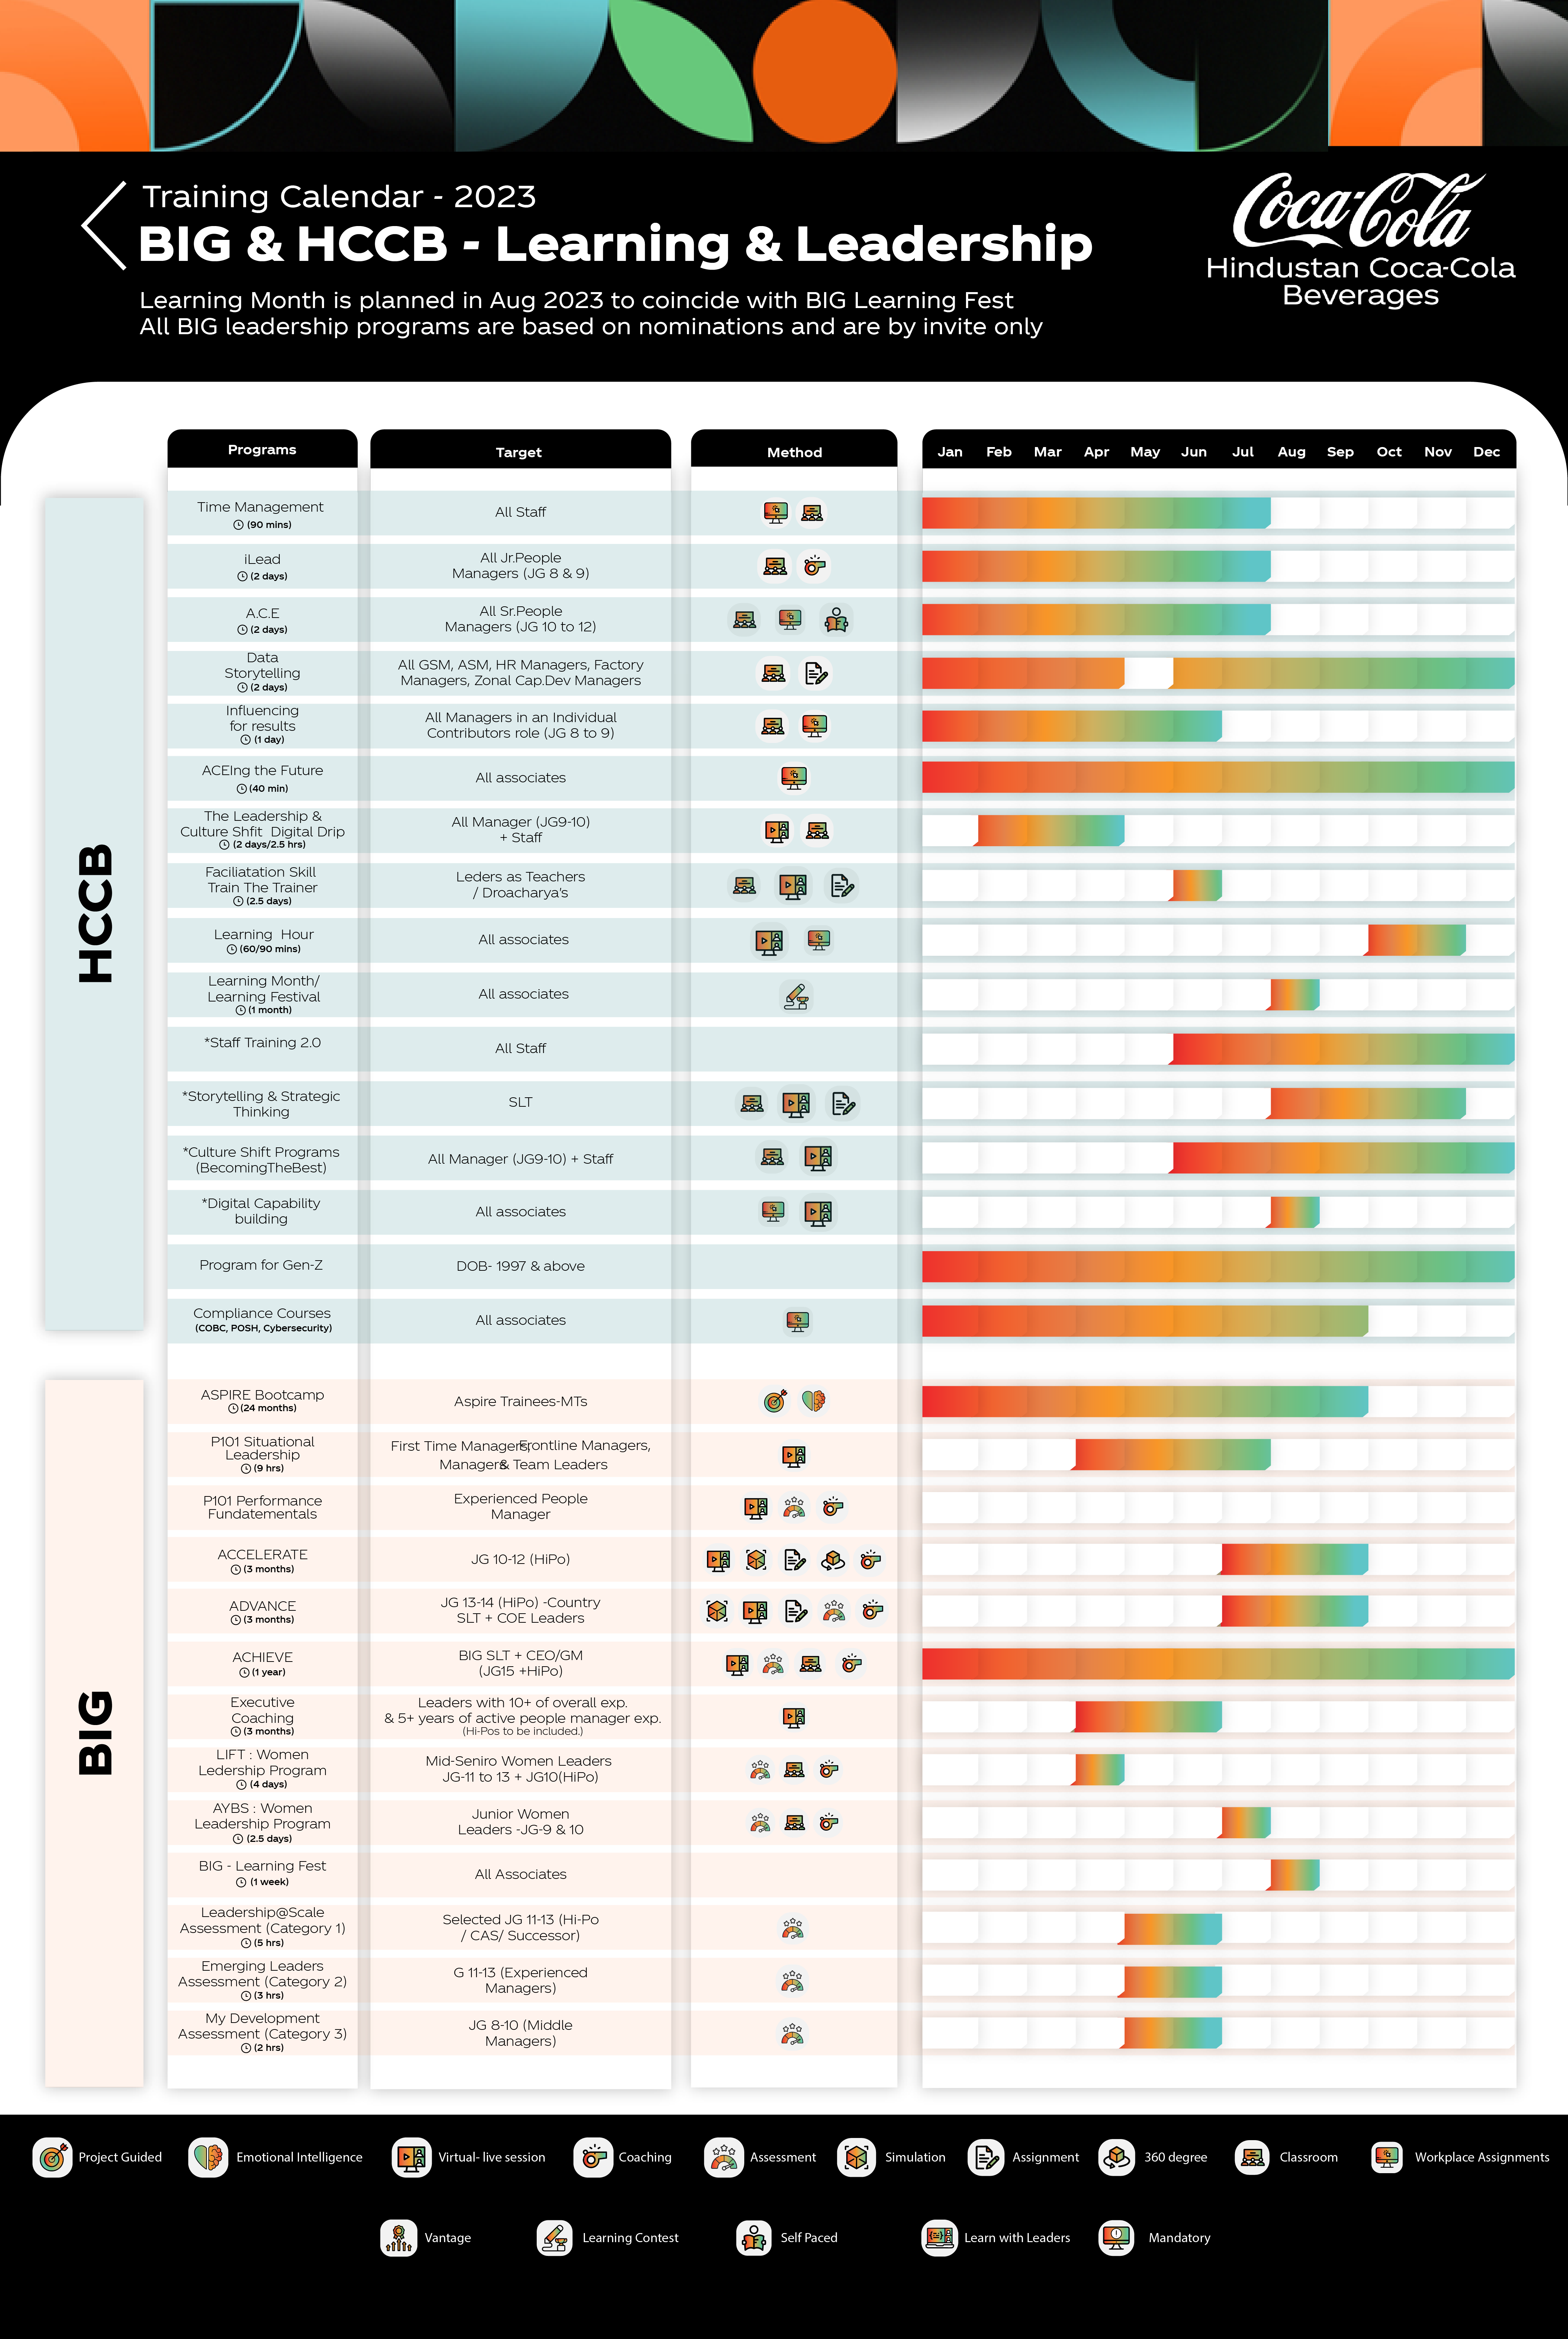 Training Calendar - 2023
BIG & HCCB - Learning & Leadership
Learning Month is planned in Aug 2023 to coincide with BIG Learning Fest
All BIG leadership programs are based on nominations and are by invite only
Coca-Cola
Hindustan Coca-Cola
Beverages
Programs
Target
Method
Jan Feb Mar Apr May Jun Jul Aug Sep Oct Nov Dec
HCCB
Time Management
(90 mins)
All Staff
iLead
(2 days)
All Jr.People
Managers (JG 8 & 9)
A.C.E
(2 days)
All Sr.People
Managers (JG 10 to 12)
Data
Storytelling
(2 days)
All GSM, ASM, HR Managers, Factory
Managers, Zonal Cap.Dev Managers
Influencing
for results
(1 day)
All Managers in an Individual
Contributors role (JG 8 to 9)
ACEIng the Future
(40 min)
All associates
The Leadership &
Culture Shfit Digital Drip
(2 days/2.5 hrs)
All Manager (JG9-10)
+ Staff
Faciliatation Skill
Train The Trainer
(2.5 days)
Leders as Teachers
/ Droacharya's
Learning Hour
(60/90 mins)
All associates
Learning Month/
Learning Festival
(1 month)
All associates
*Staff Training 2.0
All Staff
*Storytelling & Strategic
Thinking
SLT
*Culture Shift Programs
(BecomingTheBest)
All Manager (JG9-10) + Staff
*Digital Capability
building
All associates
Program for Gen-Z
DOB- 1997 & above
Compliance Courses
(COBC, POSH, Cybersecurity)
All associates
BIG
ASPIRE Bootcamp
(24 months)
Aspire Trainees-MTs
P101 Situational
Leadership
(9 hrs)
First Time Managers, Frontline Managers,
Managers & Team Leaders
P101 Performance
Fundatementals
Experienced People
Manager
ACCELERATE
(3 months)
JG 10-12 (HiPo)
ADVANCE
(3 months)
JG 13-14 (HiPo) -Country
SLT + COE Leaders
ACHIEVE
(1 year)
BIG SLT + CEO/GM
(JG15 +HiPo)
Executive
Coaching
(3 months)
Leaders with 10+ of overall exp.
& 5+ years of active people manager exp.
(Hi-Pos to be included.)
LIFT : Women
Ledership Program
(4 days)
Mid-Seniro Women Leaders
JG-11 to 13 + JG10(HiPo)
AYBS : Women
Leadership Program
(2.5 days)
Junior Women
Leaders -JG-9 & 10
BIG - Learning Fest
(1 week)
All Associates
Leadership@Scale
Assessment (Category 1)
(5 hrs)
Selected JG 11-13 (Hi-Po
/ CAS/ Successor)
Emerging Leaders
Assessment (Category 2)
(3 hrs)
G 11-13 (Experienced
Managers)
My Development
Assessment (Category 3)
(2 hrs)
JG 8-10 (Middle
Managers)
Project Guided
Emotional Intelligence
Virtual- live session
Coaching
Assessment
Simulation
Assignment
360 degree
Classroom
Workplace Assignments
Vantage
Learning Contest
Self Paced
Learn with Leaders
Mandatory